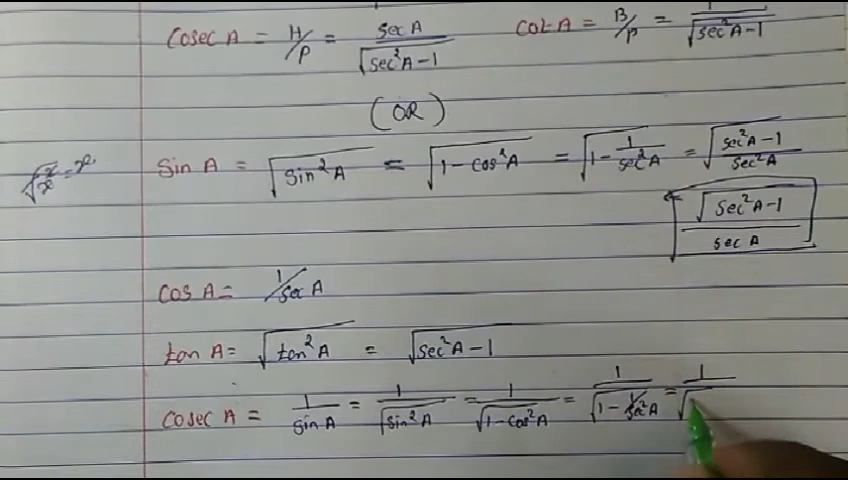 Cosec A = H/P = sec A/√(sec²A-1) cot A = B/P = 1/√(sec²A-1)
(OR)
Sin A = √(Sin²A) = √(1-cos²A) = √(1-1/sec²A) = √((sec²A-1)/sec²A)
√(sec²A-1)/sec A
cos A = 1/sec A
tan A = √(tan²A) = √(sec²A-1)
Cosec A = 1/sin A = 1/√(sin²A) = 1/√(1-cos²A) = 1/√(1-1/sec²A) = 1/√